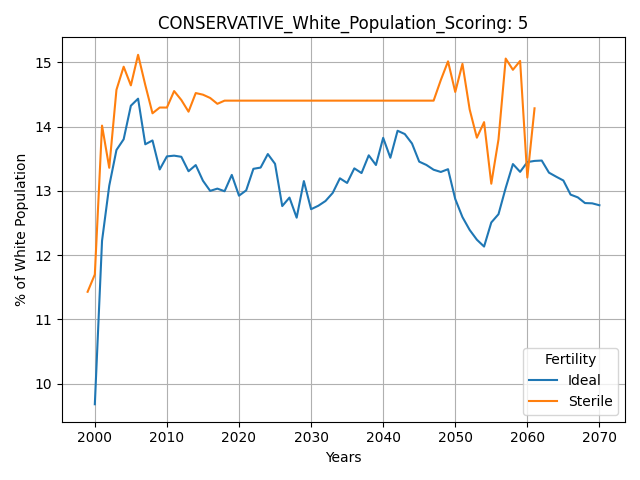 CONSERVATIVE_White_Population_Scoring: 5
15
14
13
12
11
10
% of White Population
2000 2010 2020 2030 2040 2050 2060 2070
Years
Fertility
Ideal
Sterile